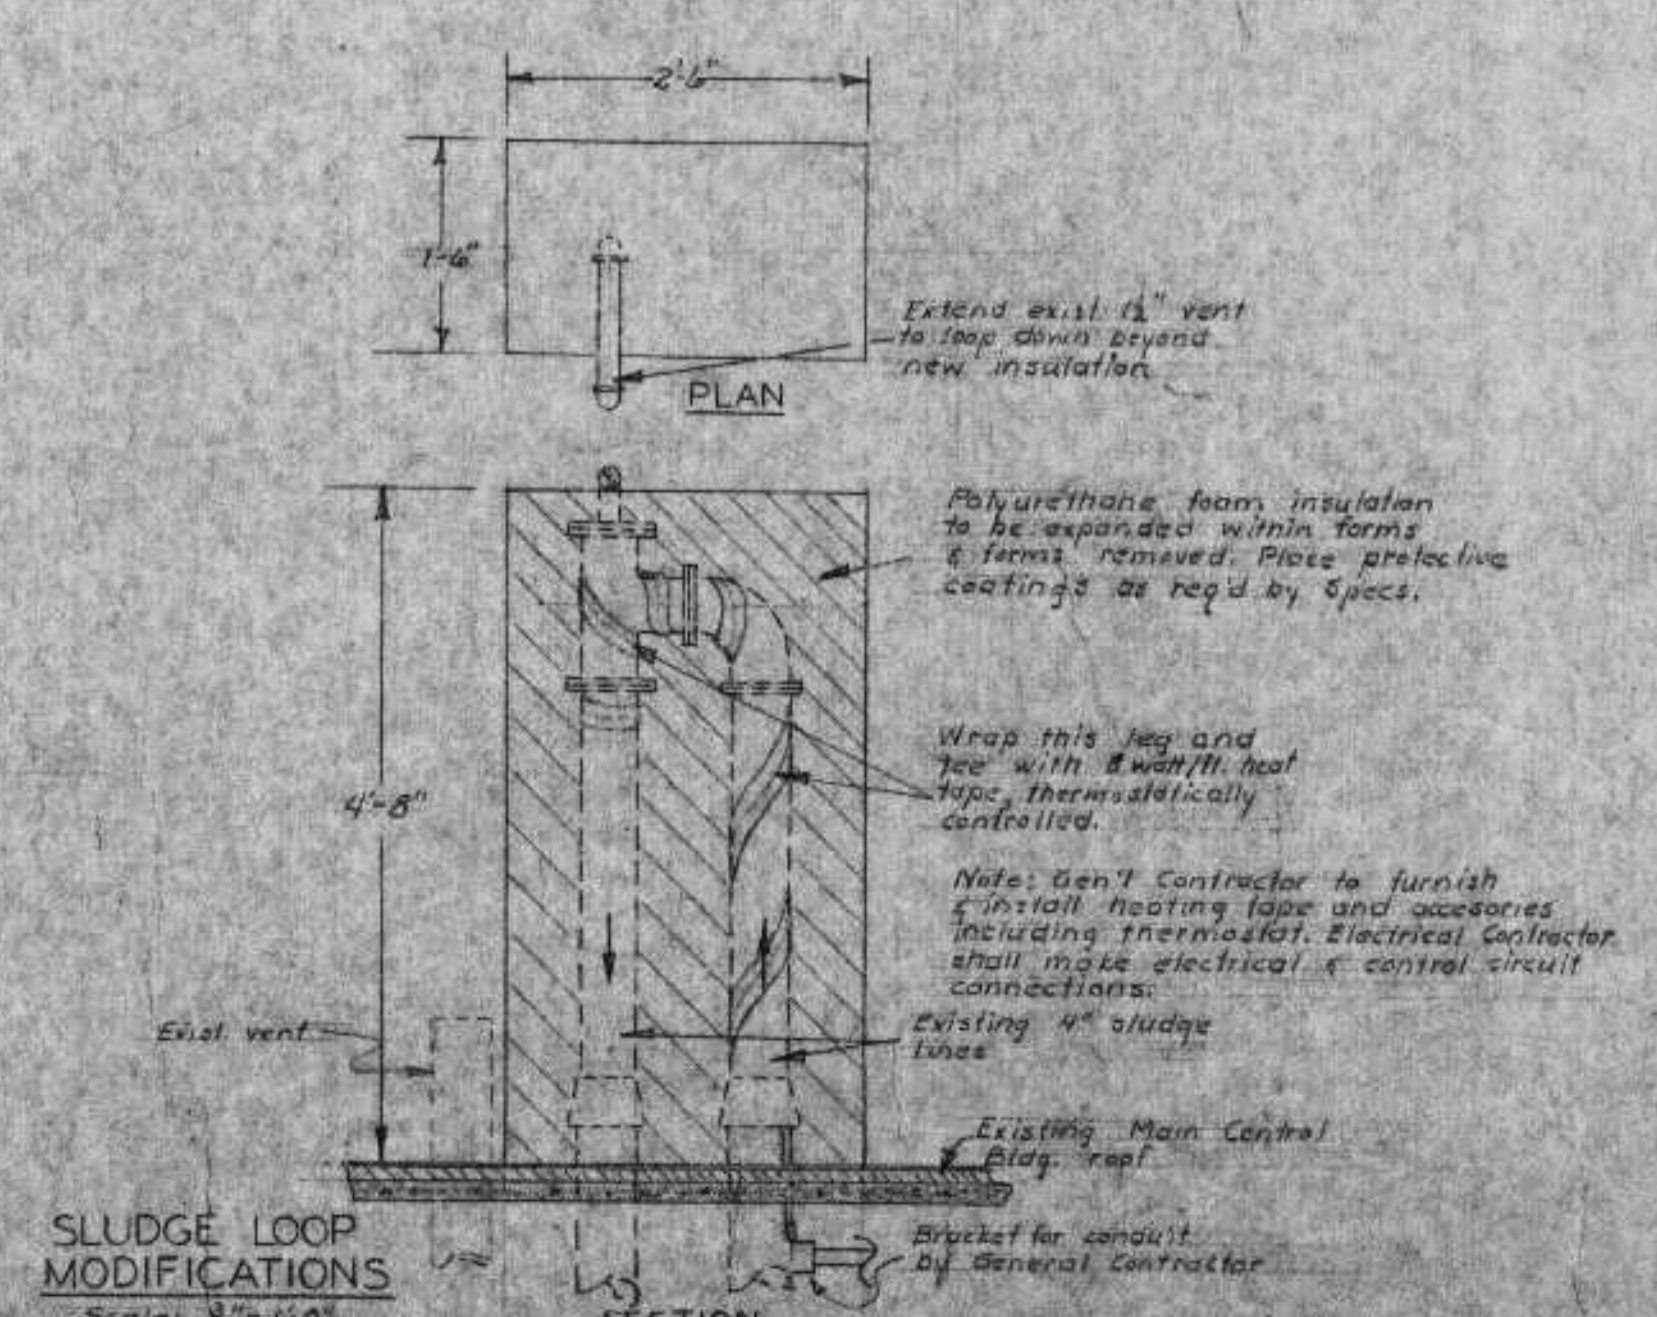 2'-6"
1'-6"
Extend exist. 1½" vent
to loop down beyond
new insulation
PLAN
Polyurethane foam insulation
to be expanded within forms
& forms removed. Place protective
coatings as req'd by Specs.
Wrap this leg and
tee with 8 watt/ft. heat
tape, thermostatically
controlled.
4'-8"
Note: Gen'l Contractor to furnish
& install heating tape and accesories
including thermostat. Electrical Contractor
shall make electrical & control circuit
connections.
Exist. vent
Existing 4" sludge
lines
Existing Main Control
Bldg. roof
Bracket for conduit
by General Contractor
SLUDGE LOOP
MODIFICATIONS
SECTION